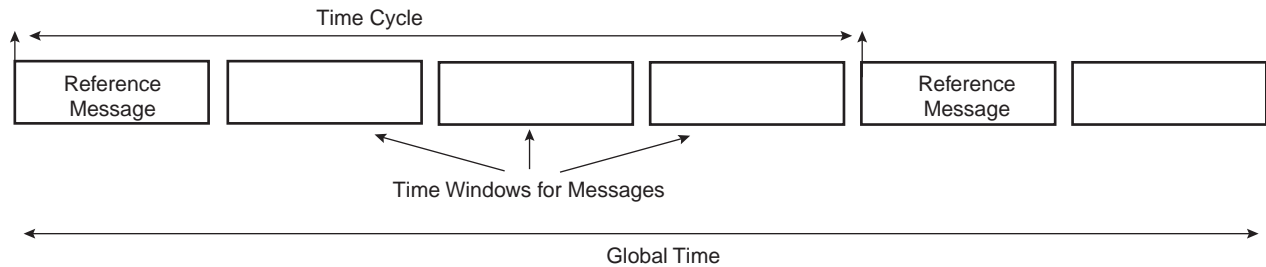 Time Cycle
Reference
Message
Reference
Message
Time Windows for Messages
Global Time